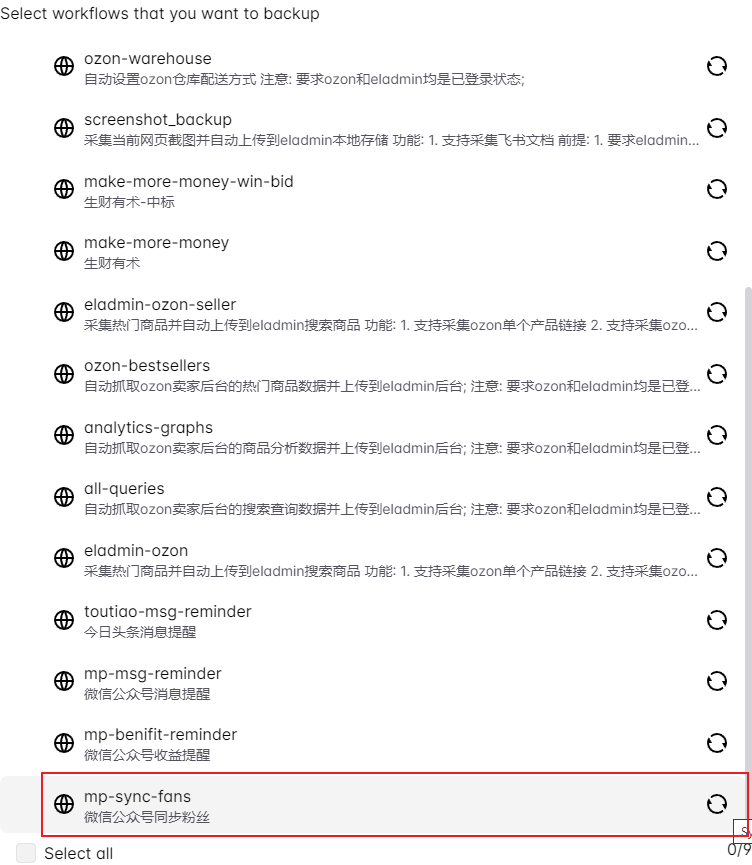 Select workflows that you want to backup
ozon-warehouse
自动设置ozon仓库配送方式 注意: 要求ozon和eladmin均是已登录状态;
screenshot_backup
采集当前网页截图并自动上传到eladmin本地存储 功能: 1. 支持采集飞书文档 前提: 1. 要求eladmin...
make-more-money-win-bid
生财有术-中标
make-more-money
生财有术
eladmin-ozon-seller
采集热门商品并自动上传到eladmin搜索商品 功能: 1. 支持采集ozon单个产品链接 2. 支持采集ozo...
ozon-bestsellers
自动抓取ozon卖家后台的热门商品数据并上传到eladmin后台; 注意: 要求ozon和eladmin均是已登...
analytics-graphs
自动抓取ozon卖家后台的商品分析数据并上传到eladmin后台; 注意: 要求ozon和eladmin均是已登...
all-queries
自动抓取ozon卖家后台的搜索查询数据并上传到eladmin后台; 注意: 要求ozon和eladmin均是已登...
eladmin-ozon
采集热门商品并自动上传到eladmin搜索商品 功能: 1. 支持采集ozon单个产品链接 2. 支持采集ozo...
toutiao-msg-reminder
今日头条消息提醒
mp-msg-reminder
微信公众号消息提醒
mp-benifit-reminder
微信公众号收益提醒
mp-sync-fans
微信公众号同步粉丝
Sy
Select all
0/9